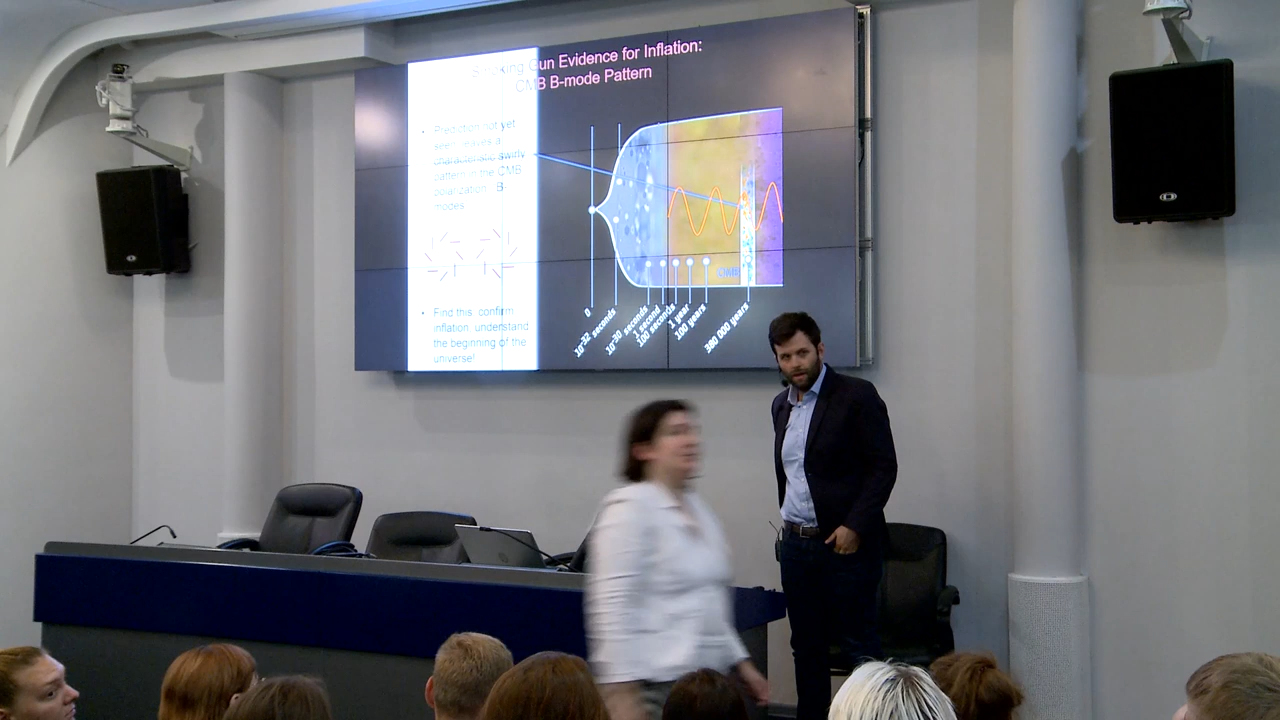 Smoking Gun Evidence for Inflation:
CMB B-mode Pattern
• Prediction not yet
seen: leaves a
characteristic swirly
pattern in the CMB
polarization B-
modes
• Find this confirm
inflation understand
the beginning of the
universe!
CMB
0
10⁻³² seconds
10⁻³⁰ seconds
1 second
100 seconds
1 year
100 years
380 000 years